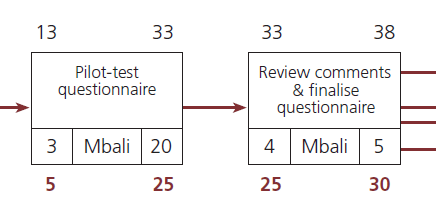 13 33 33 38
Pilot-test
questionnaire
Review comments
& finalise
questionnaire
3 Mbali 20 4 Mbali 5
5 25 25 30